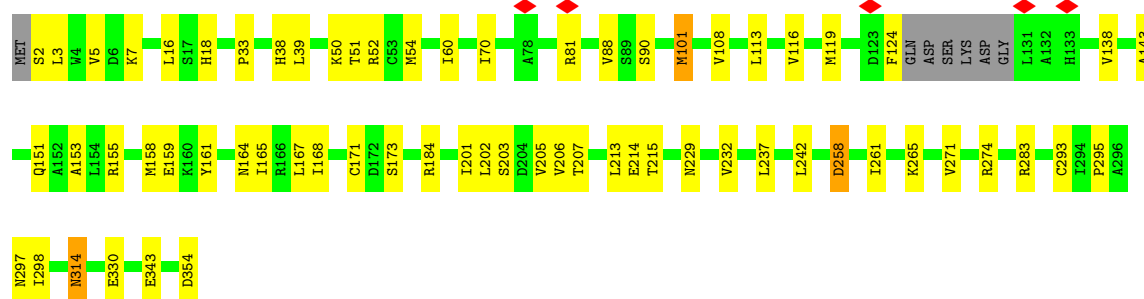 MET S2 L3 W4 V5 D6 K7 L16 S17 H18 P33 H38 L39 K50 T51 R52 C53 M54 I60 I70 A78 R81 V88 S89 S90 M101 V108 L113 V116 M119 D123 F124 GLN ASP SER LYS ASP GLY L131 A132 H133 V138
Q151 A152 A153 L154 R155 M158 E159 K160 Y161 N164 I165 R166 L167 I168 C171 D172 S173 R184 I201 L202 S203 D204 V205 V206 T207 L213 E214 T215 N229 V232 L237 L242 D258 I261 K265 V271 R274 R283 C293 I294 P295 A296
N297 I298 N314 E330 E343 D354